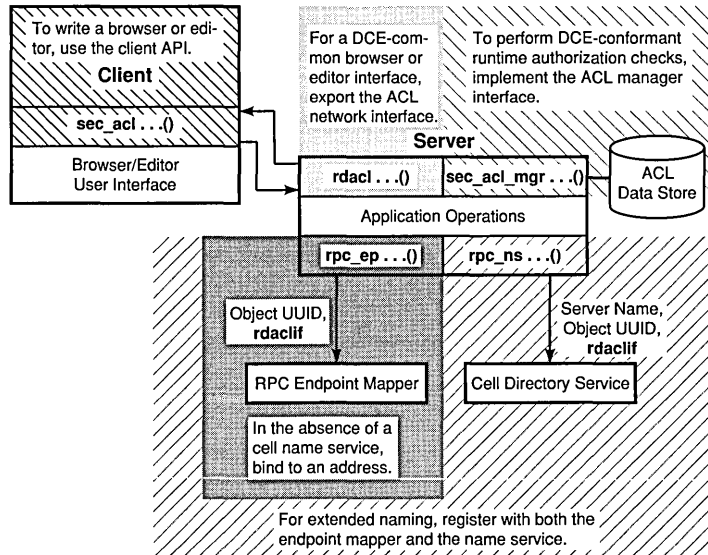 To write a browser or edi-
tor, use the client API.
Client
sec_acl . . .()
Browser/Editor
User Interface
For a DCE-com-
mon browser or
editor interface,
export the ACL
network interface.
To perform DCE-conformant
runtime authorization checks,
implement the ACL manager
interface.
Server
rdacl . . .()
sec_acl_mgr . . .()
ACL
Data Store
Application Operations
rpc_ep . . .()
rpc_ns . . .()
Object UUID,
rdaclif
Server Name,
Object UUID,
rdaclif
RPC Endpoint Mapper
Cell Directory Service
In the absence of a
cell name service,
bind to an address.
For extended naming, register with both the
endpoint mapper and the name service.